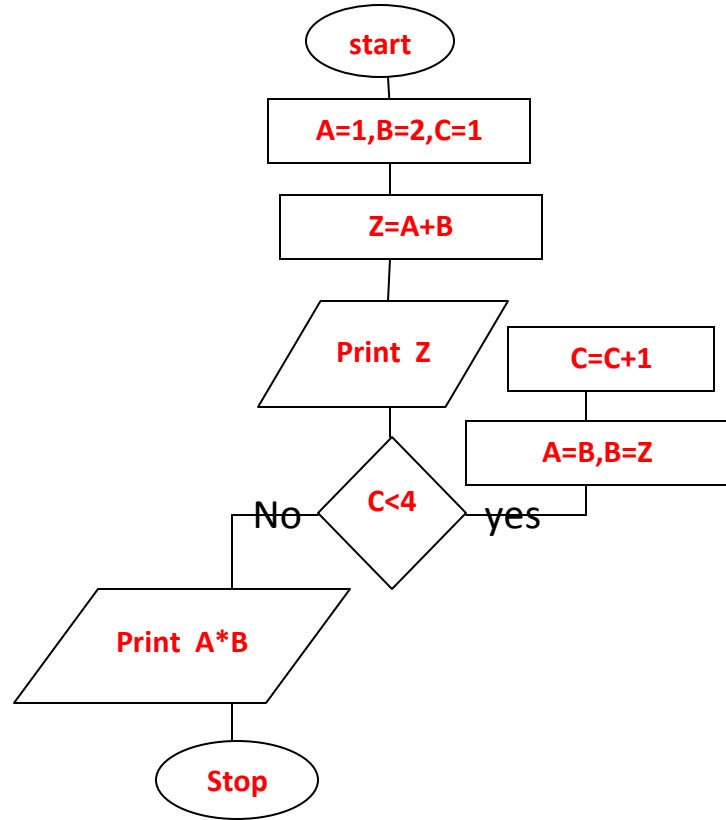 start
A=1,B=2,C=1
Z=A+B
Print Z
C=C+1
A=B,B=Z
C<4
No
yes
Print A*B
Stop